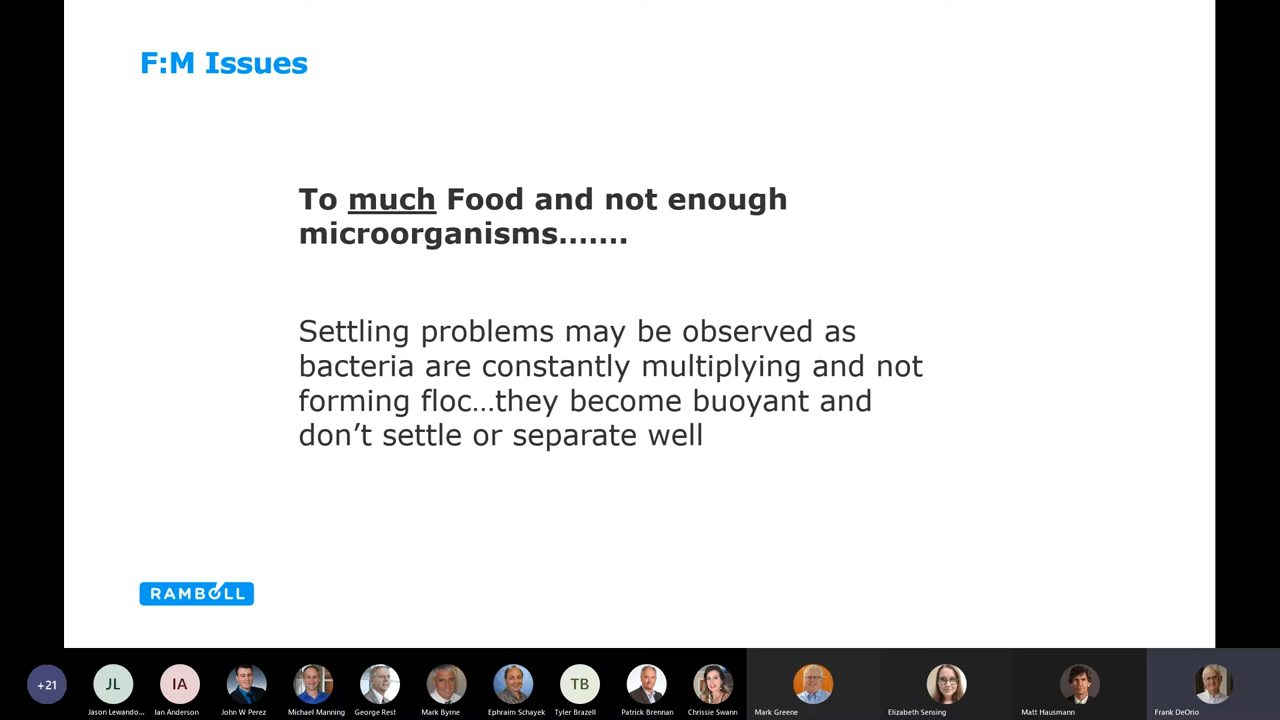 F:M Issues
To much Food and not enough
microorganisms.......
Settling problems may be observed as
bacteria are constantly multiplying and not
forming floc…they become buoyant and
don’t settle or separate well
RAMBOLL
+21
JL
IA
TB
Jason Lewando...
Ian Anderson
John W Perez
Michael Manning
George Rest
Mark Byrne
Ephraim Schayek
Tyler Brazell
Patrick Brennan
Chrissie Swann
Mark Greene
Elizabeth Sensing
Matt Hausmann
Frank DeOrio